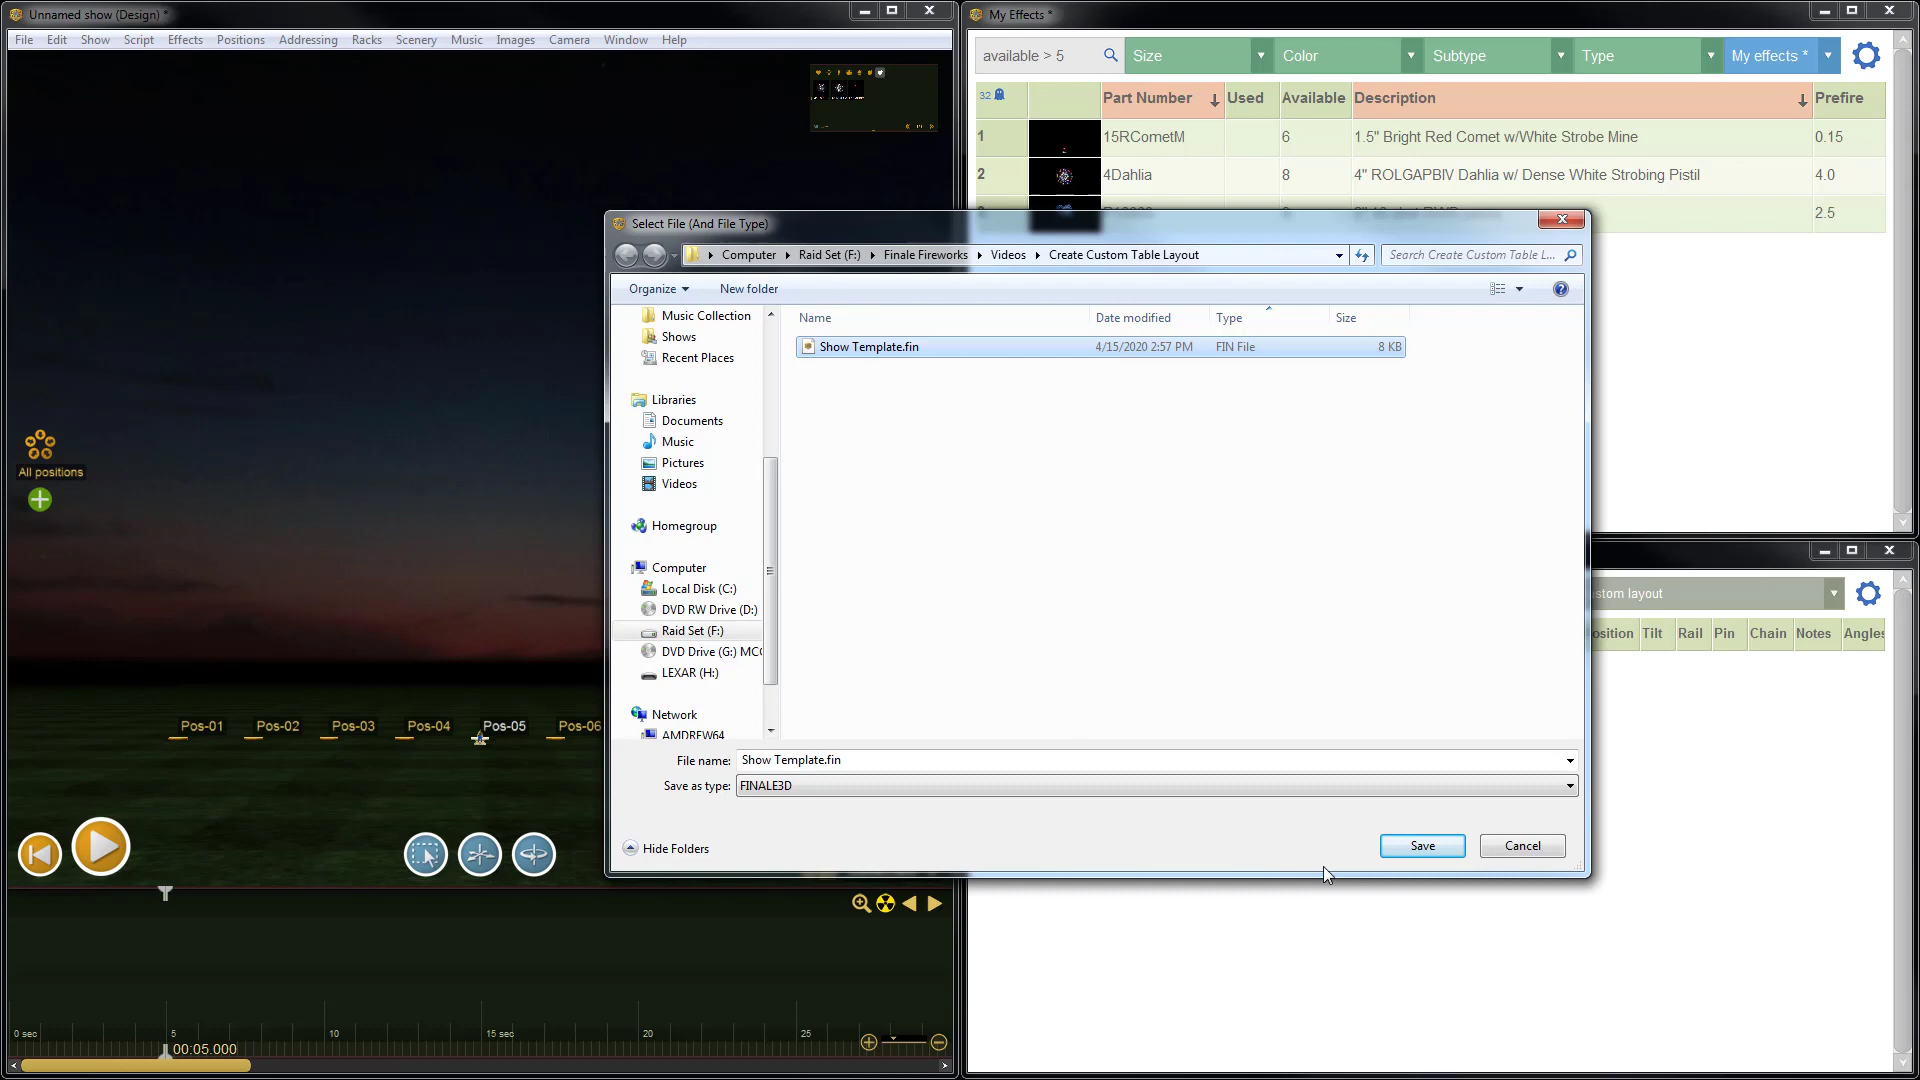 Unnamed show (Design) *
File Edit Show Script Effects Positions Addressing Racks Scenery Music Images Camera Window Help
All positions
Pos-01 Pos-02 Pos-03 Pos-04 Pos-05 Pos-06
0 sec 5 10 15 sec 20 25
00:05.000
My Effects *
available > 5 Size Color Subtype Type My effects *
32 Part Number Used Available Description Prefire
1 15RCometM 6 1.5" Bright Red Comet w/White Strobe Mine 0.15
2 4Dahlia 8 4" ROLGAPBIV Dahlia w/ Dense White Strobing Pistil 4.0
2.5
Select File (And File Type)
Computer Raid Set (F:) Finale Fireworks Videos Create Custom Table Layout
Search Create Custom Table L...
Organize New folder
Name Date modified Type Size
Show Template.fin 4/15/2020 2:57 PM FIN File 8 KB
Music Collection
Shows
Recent Places
Libraries
Documents
Music
Pictures
Videos
Homegroup
Computer
Local Disk (C:)
DVD RW Drive (D:)
Raid Set (F:)
DVD Drive (G:) MCC
LEXAR (H:)
Network
AMDREW64
File name: Show Template.fin
Save as type: FINALE3D
Hide Folders
Save Cancel
stom layout
osition Tilt Rail Pin Chain Notes Angles